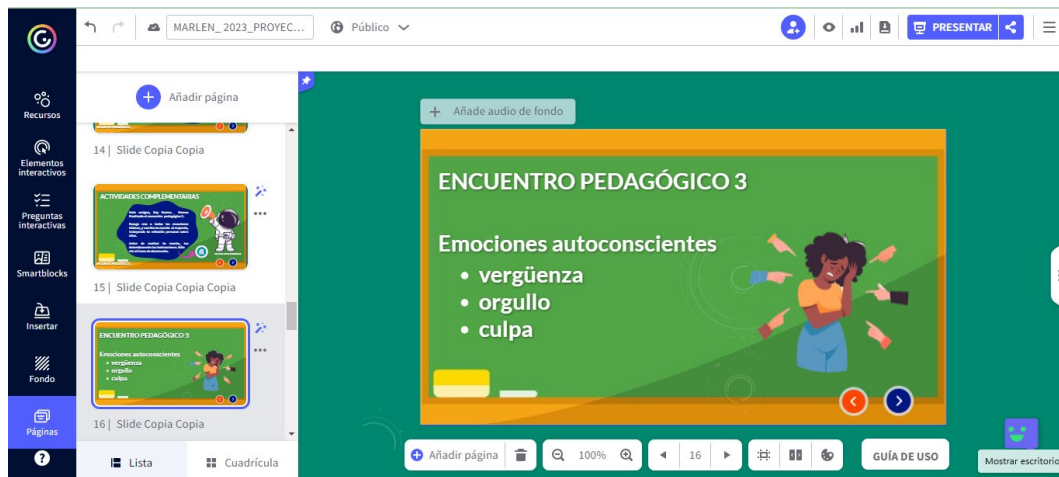 MARLEN_ 2023_PROYEC...
Público
PRESENTAR
Recursos
Elementos
interactivos
Preguntas
interactivas
Smartblocks
Insertar
Fondo
Páginas
?
Añadir página
14 | Slide Copia Copia
ACTIVIDADES COMPLEMENTARIAS
15 | Slide Copia Copia Copia
ENCUENTRO PEDAGÓGICO 3
Emociones autoconscientes
• vergüenza
• orgullo
• culpa
16 | Slide Copia Copia
Lista
Cuadrícula
Añade audio de fondo
ENCUENTRO PEDAGÓGICO 3
Emociones autoconscientes
• vergüenza
• orgullo
• culpa
Añadir página
100%
16
GUÍA DE USO
Mostrar escritorio